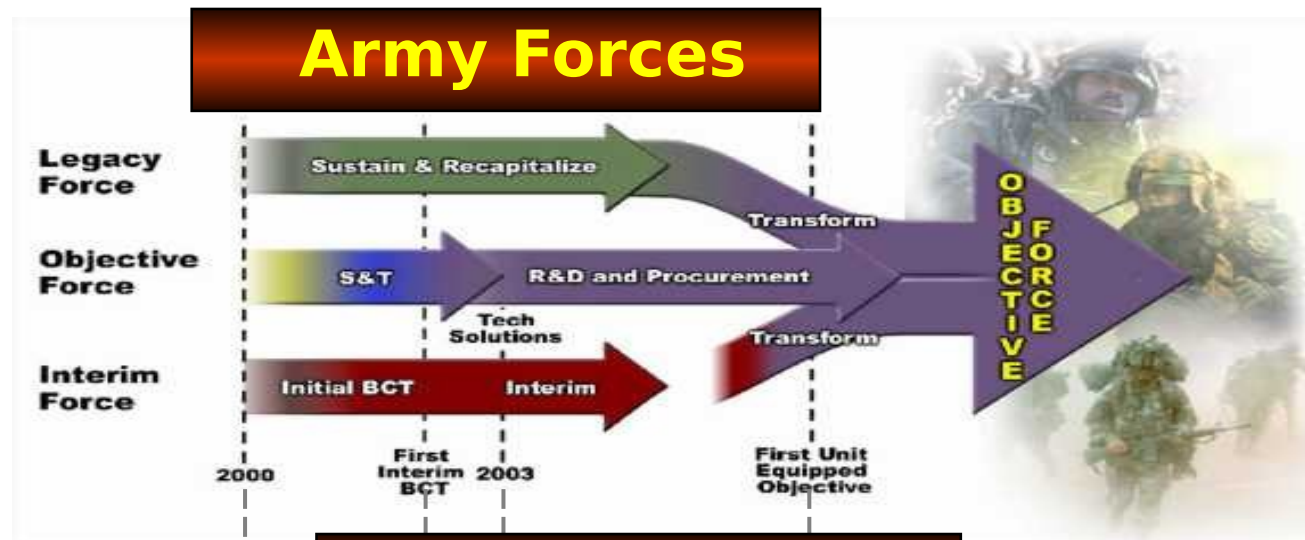 Army Forces
Legacy
Force
Sustain & Recapitalize
Transform
Objective
Force
S&T
R&D and Procurement
Tech
Solutions
Transform
Interim
Force
Initial BCT
Interim
OBJECTIVE
FORCE
2000
First
Interim
BCT
2003
First Unit
Equipped
Objective